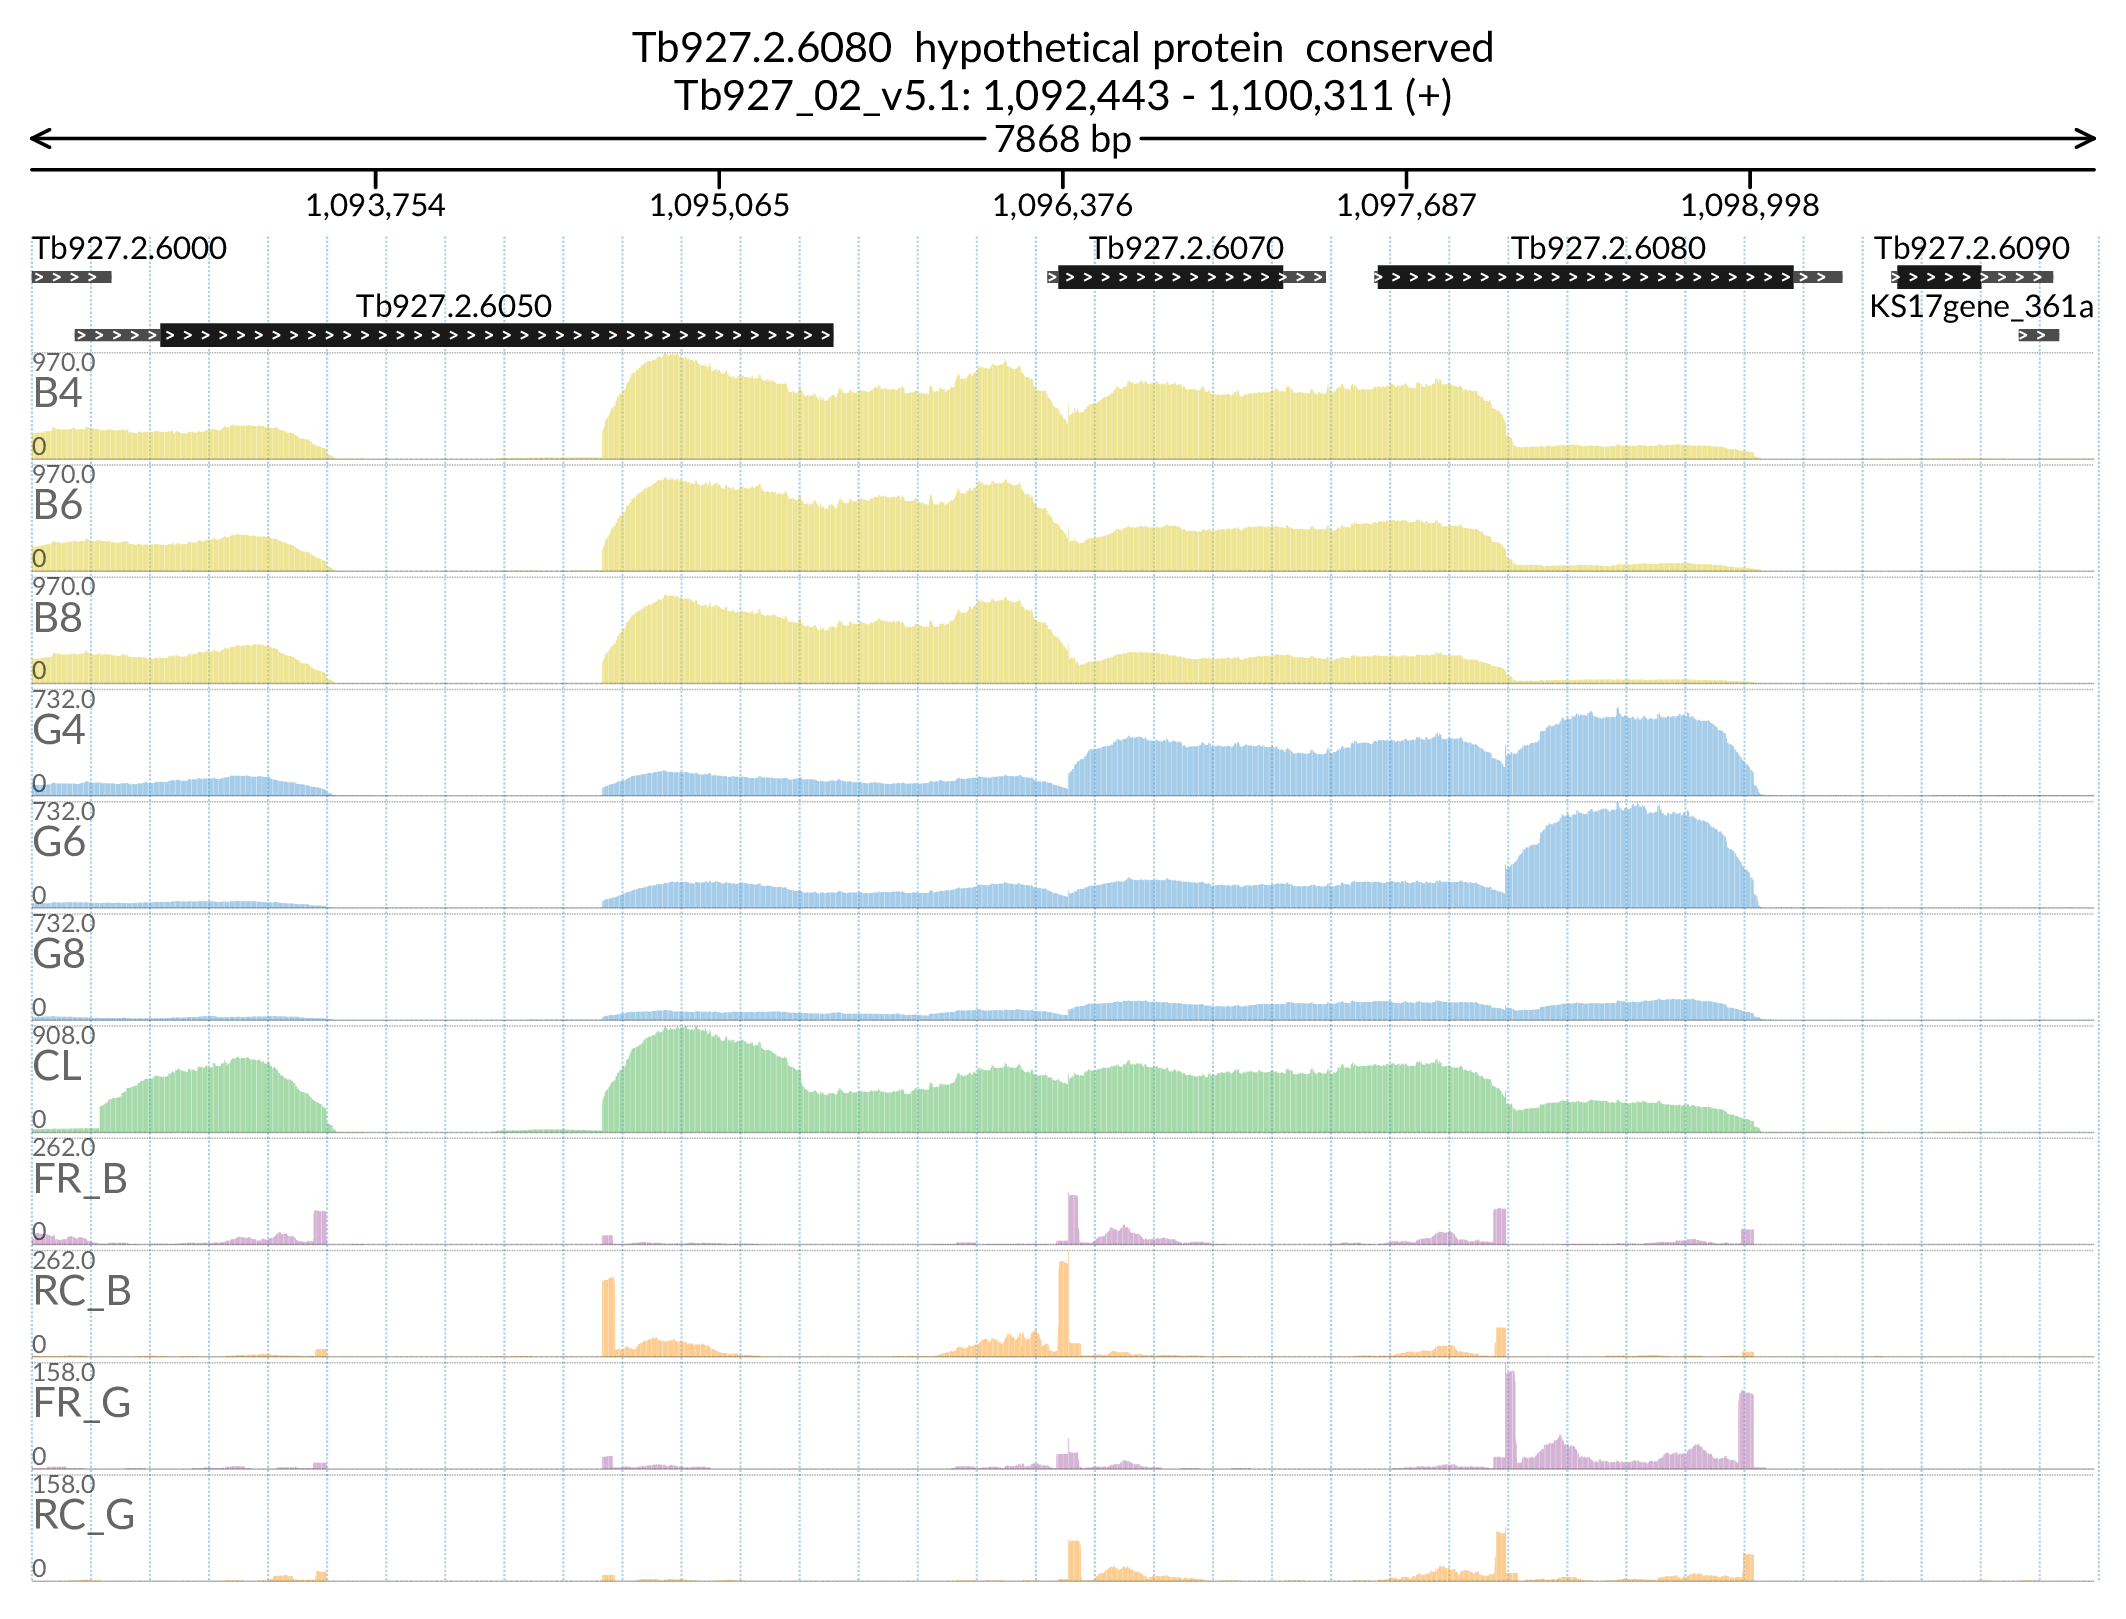 Tb927.2.6080 hypothetical protein conserved
Tb927_02_v5.1: 1,092,443 - 1,100,311 (+)
7868 bp
1,093,754 1,095,065 1,096,376 1,097,687 1,098,998
Tb927.2.6000 Tb927.2.6070 Tb927.2.6080 Tb927.2.6090
Tb927.2.6050 KS17gene_361a
970.0
B4
0
970.0
B6
0
970.0
B8
0
732.0
G4
0
732.0
G6
0
732.0
G8
0
908.0
CL
0
262.0
FR_B
0
262.0
RC_B
0
158.0
FR_G
0
158.0
RC_G
0